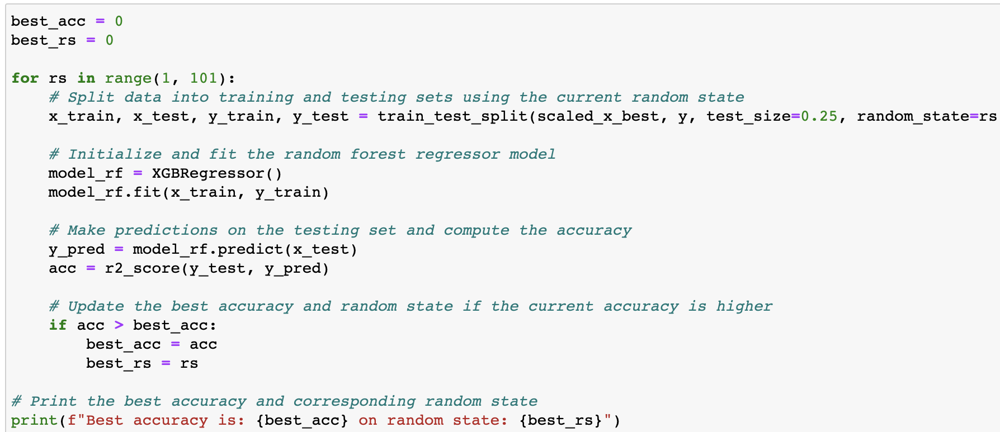 best_acc = 0
best_rs = 0
for rs in range(1, 101):
    # Split data into training and testing sets using the current random state
    x_train, x_test, y_train, y_test = train_test_split(scaled_x_best, y, test_size=0.25, random_state=rs
    # Initialize and fit the random forest regressor model
    model_rf = XGBRegressor()
    model_rf.fit(x_train, y_train)
    # Make predictions on the testing set and compute the accuracy
    y_pred = model_rf.predict(x_test)
    acc = r2_score(y_test, y_pred)
    # Update the best accuracy and random state if the current accuracy is higher
    if acc > best_acc:
        best_acc = acc
        best_rs = rs
# Print the best accuracy and corresponding random state
print(f"Best accuracy is: {best_acc} on random state: {best_rs}")